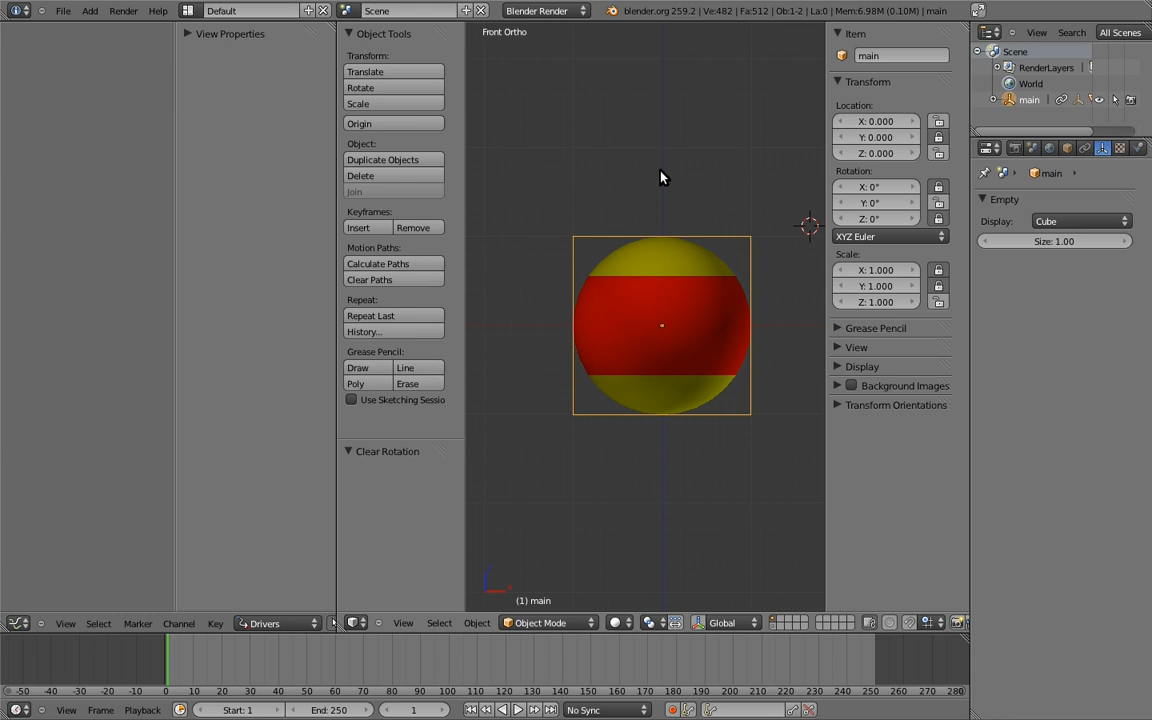 File Add Render Help
Default
Scene
Blender Render
blender.org 259.2 | Ve:482 | Fa:512 | Ob:1-2 | La:0 | Mem:6.98M (0.10M) | main
View Properties
Object Tools
Transform:
Translate
Rotate
Scale
Origin
Object:
Duplicate Objects
Delete
Join
Keyframes:
Insert Remove
Motion Paths:
Calculate Paths
Clear Paths
Repeat:
Repeat Last
History...
Grease Pencil:
Draw Line
Poly Erase
Use Sketching Sessio
Clear Rotation
Front Ortho
(1) main
Item
main
Transform
Location:
X: 0.000
Y: 0.000
Z: 0.000
Rotation:
X: 0°
Y: 0°
Z: 0°
XYZ Euler
Scale:
X: 1.000
Y: 1.000
Z: 1.000
Grease Pencil
View
Display
Background Images
Transform Orientations
View Search All Scenes
Scene
RenderLayers
World
main
main
Empty
Display: Cube
Size: 1.00
View Select Marker Channel Key Drivers
View Select Object Object Mode Global
-50 -40 -30 -20 -10 0 10 20 30 40 50 60 70 80 90 100 110 120 130 140 150 160 170 180 190 200 210 220 230 240 250 260 270 280
View Frame Playback Start: 1 End: 250 1 No Sync